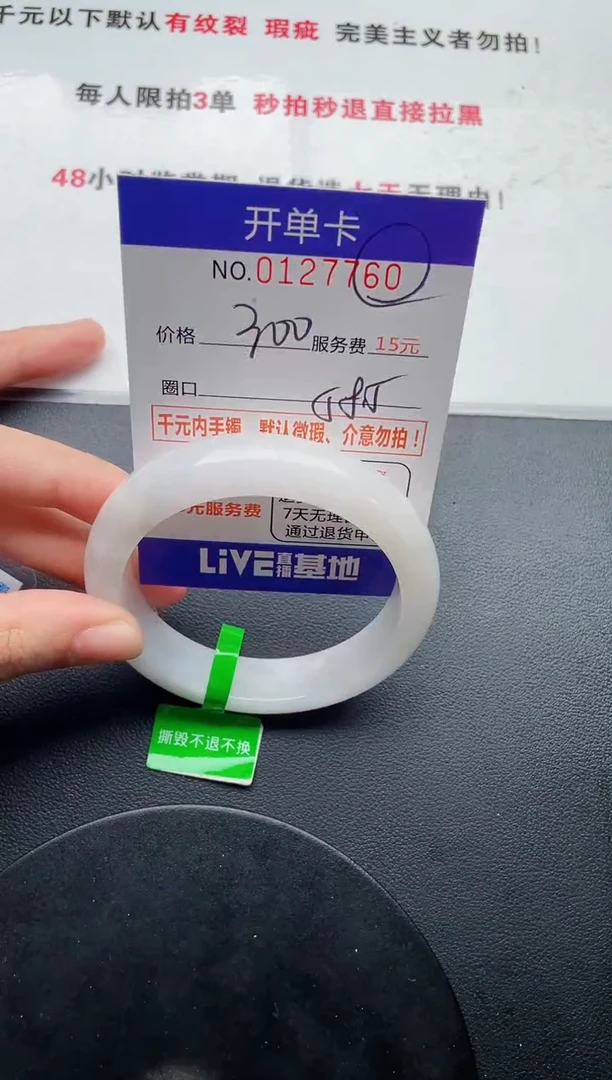 千元以下默认有纹裂 瑕疵 完美主义者勿拍!
每人限拍3单 秒拍秒退直接拉黑
48小
开单卡
NO.0127760
价格 300 服务费 15元
圈口
千元内手镯、默认微瑕、介意勿拍!
元服务费
7天无理
通过退货申
LiVE直播基地
撕毁不退不换